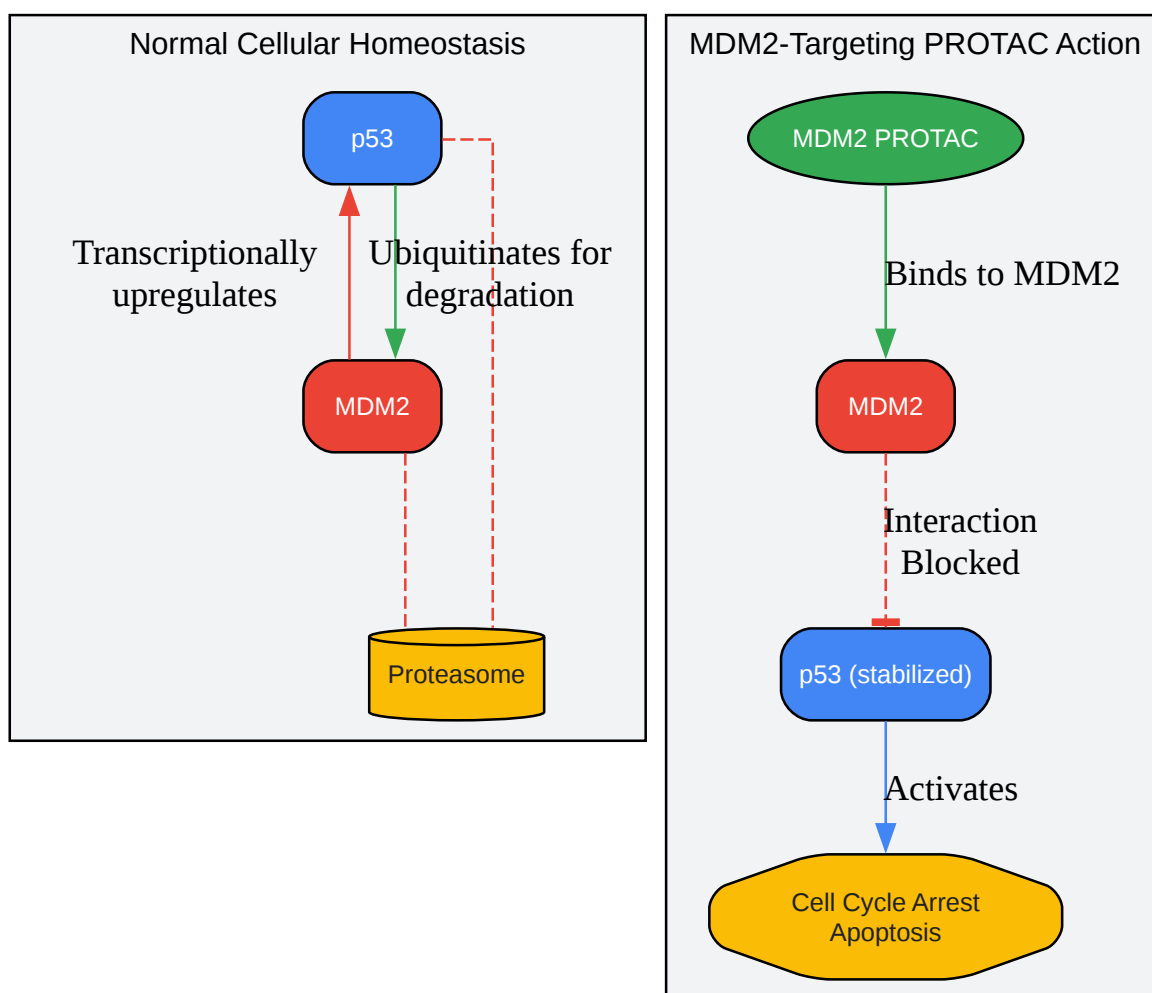 Normal Cellular Homeostasis
p53
Transcriptionally
upregulates
Ubiquitinates for
degradation
MDM2
Proteasome
MDM2-Targeting PROTAC Action
MDM2 PROTAC
Binds to MDM2
MDM2
Interaction
Blocked
p53 (stabilized)
Activates
Cell Cycle Arrest
Apoptosis